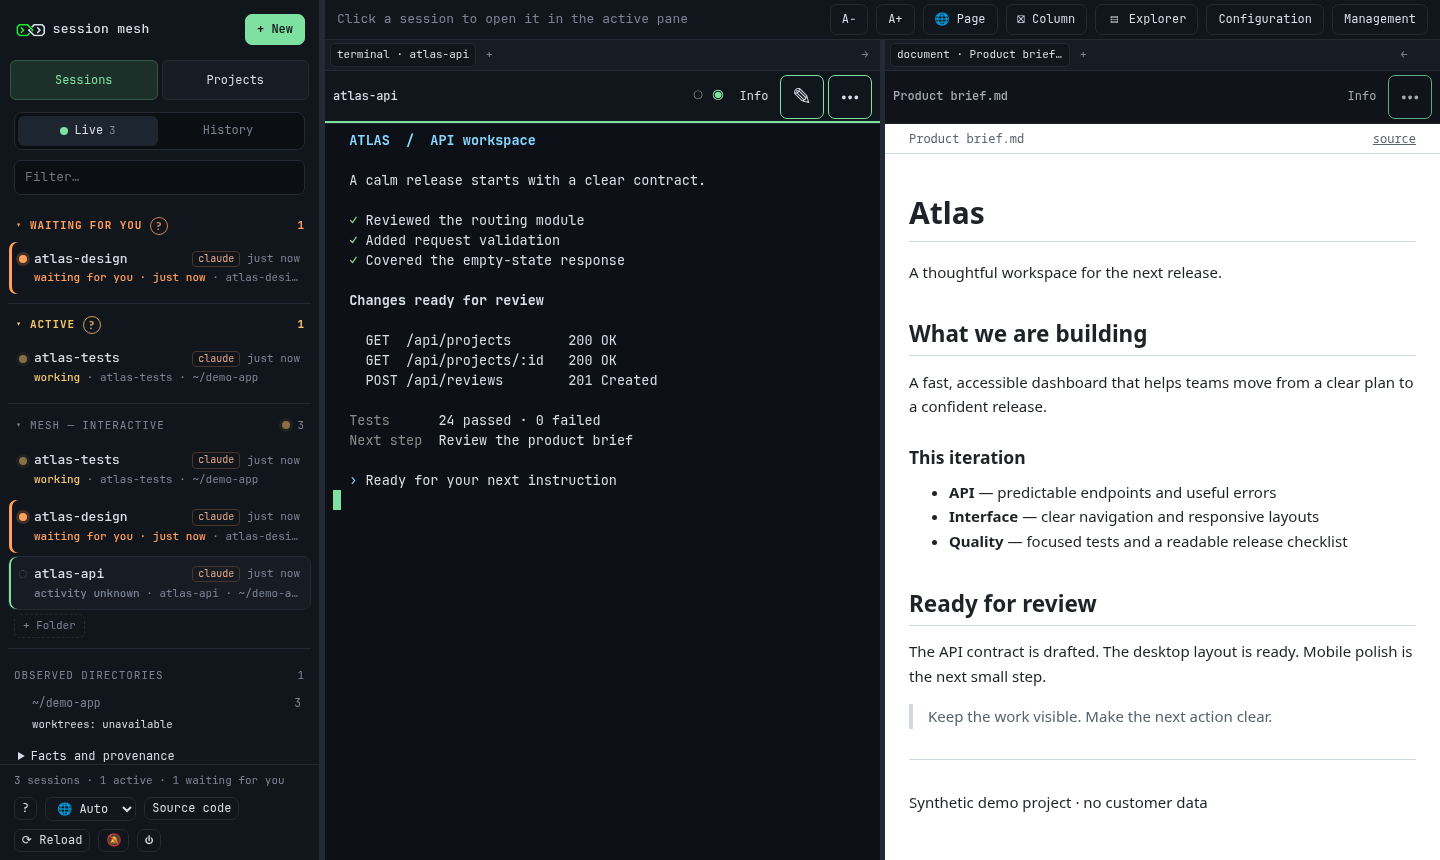 session mesh
+ New
Sessions
Projects
Live 3
History
Filter…
▾ WAITING FOR YOU ? 1
atlas-design claude just now
waiting for you · just now · atlas-desi…
▾ ACTIVE ? 1
atlas-tests claude just now
working · atlas-tests · ~/demo-app
▾ MESH — INTERACTIVE 3
atlas-tests claude just now
working · atlas-tests · ~/demo-app
atlas-design claude just now
waiting for you · just now · atlas-desi…
atlas-api claude just now
activity unknown · atlas-api · ~/demo-a…
+ Folder
OBSERVED DIRECTORIES 1
~/demo-app 3
worktrees: unavailable
▶ Facts and provenance
3 sessions · 1 active · 1 waiting for you
? 🌐 Auto Source code
⟳ Reload
Click a session to open it in the active pane
A- A+ 🌐 Page ⊠ Column ▤ Explorer Configuration Management
terminal · atlas-api + →
atlas-api Info ✎ •••
ATLAS / API workspace
A calm release starts with a clear contract.
✓ Reviewed the routing module
✓ Added request validation
✓ Covered the empty-state response
Changes ready for review
GET /api/projects 200 OK
GET /api/projects/:id 200 OK
POST /api/reviews 201 Created
Tests 24 passed · 0 failed
Next step Review the product brief
› Ready for your next instruction
document · Product brief… + ←
Product brief.md Info •••
Product brief.md source
Atlas
A thoughtful workspace for the next release.
What we are building
A fast, accessible dashboard that helps teams move from a clear plan to
a confident release.
This iteration
• API — predictable endpoints and useful errors
• Interface — clear navigation and responsive layouts
• Quality — focused tests and a readable release checklist
Ready for review
The API contract is drafted. The desktop layout is ready. Mobile polish is
the next small step.
Keep the work visible. Make the next action clear.
Synthetic demo project · no customer data